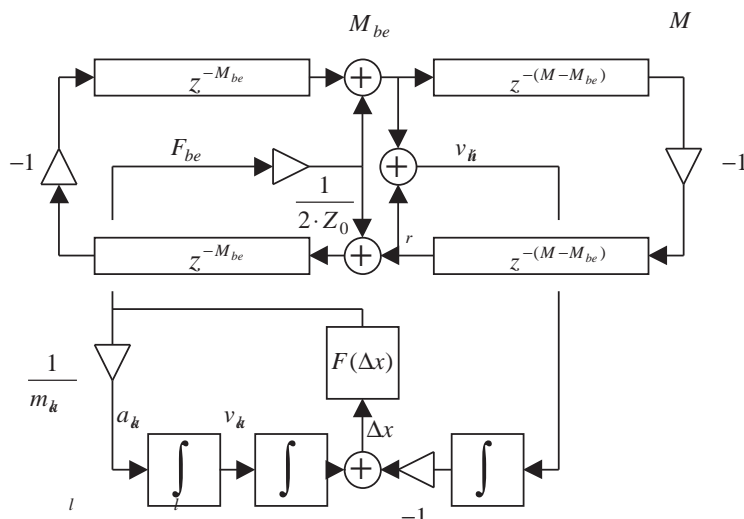 M_be M
z^{-M_be} + z^{-(M-M_be)}
-1 F_be + -1
1 / (2 · Z_0)
r
z^{-M_be} + z^{-(M-M_be)}
1 / m
F(Δx)
a v Δx
∫ ∫ + ∫
l l -1